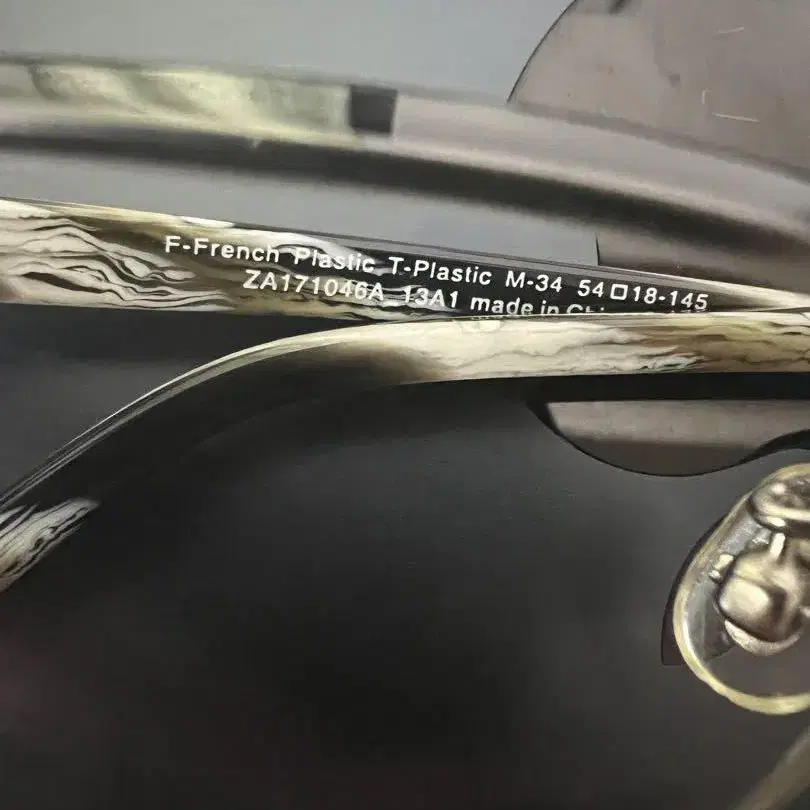 F-French Plastic T-Plastic M-34 54□18-145
ZA171046A 13A1 made in